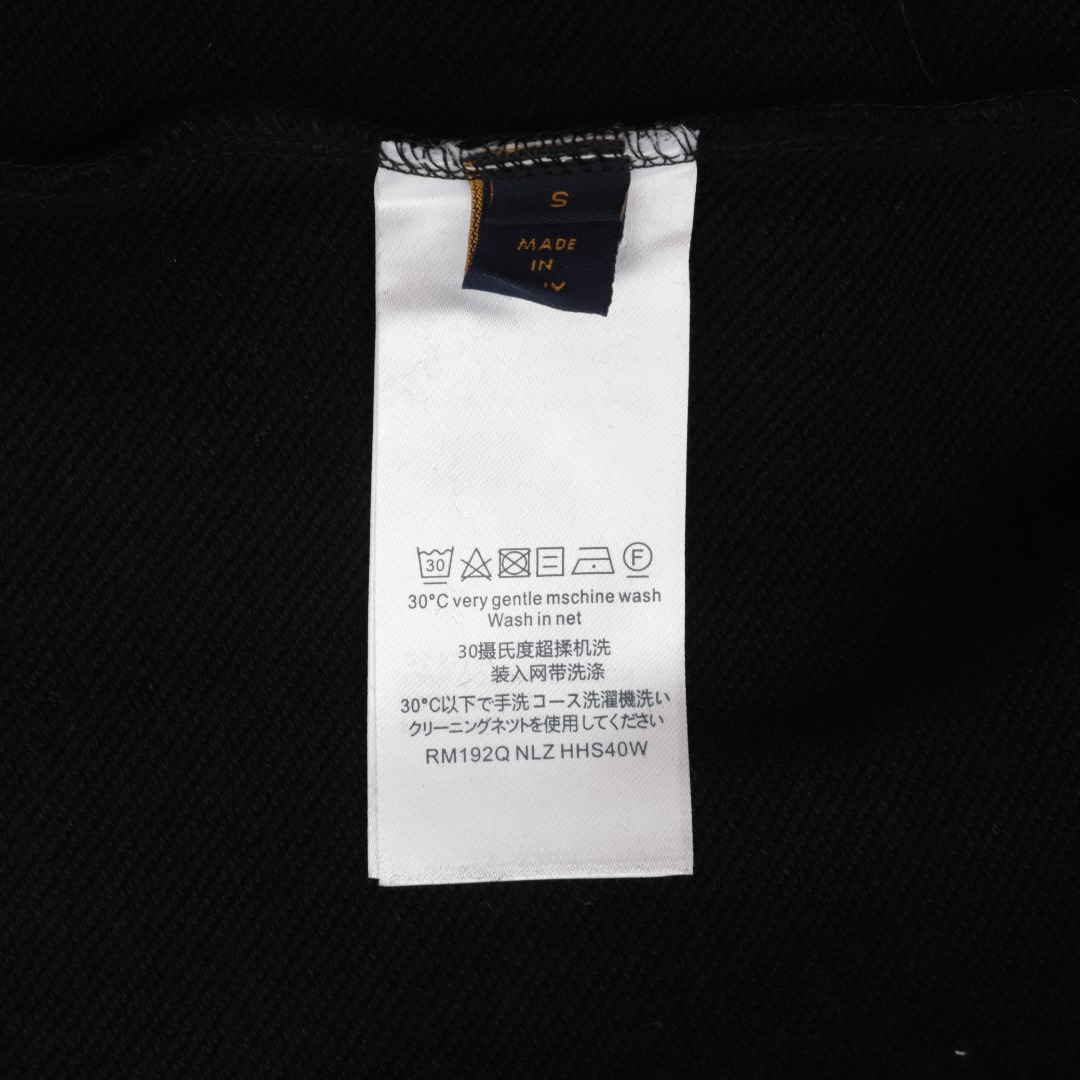 S
MADE
IN
30 F
30°C very gentle mschine wash
Wash in net
30摄氏度超揉机洗
装入网带洗涤
30°C以下で手洗コース洗濯機洗い
クリーニングネツトを使用してください
RM192Q NLZ HHS40W